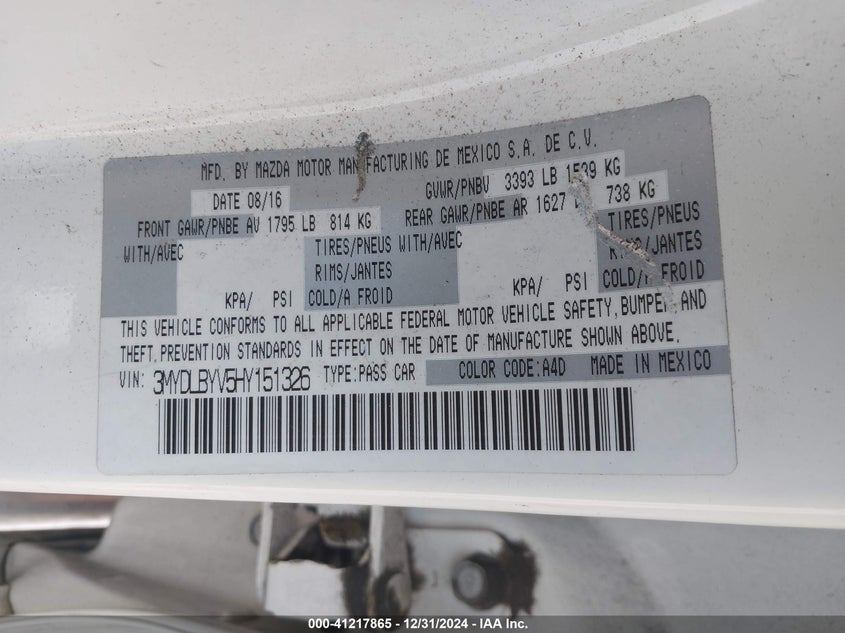 MFD. BY MAZDA MOTOR MANUFACTURING DE MEXICO S.A. DE C.V.
DATE 08/16 GVWR/PNBV 3393 LB 1539 KG
FRONT GAWR/PNBE AV 1795 LB 814 KG REAR GAWR/PNBE AR 1627 738 KG
WITH/AVEC TIRES/PNEUS WITH/AVEC TIRES/PNEUS
RIMS/JANTES RIMS/JANTES
KPA/ PSI COLD/A FROID KPA/ PSI COLD/A FROID
THIS VEHICLE CONFORMS TO ALL APPLICABLE FEDERAL MOTOR VEHICLE SAFETY, BUMPER AND
THEFT PREVENTION STANDARDS IN EFFECT ON THE DATE OF MANUFACTURE SHOWN ABOVE.
VIN: 3MYDLBYV5HY151326 TYPE:PASS CAR COLOR CODE:A4D MADE IN MEXICO
000-41217865 - 12/31/2024 - IAA Inc.